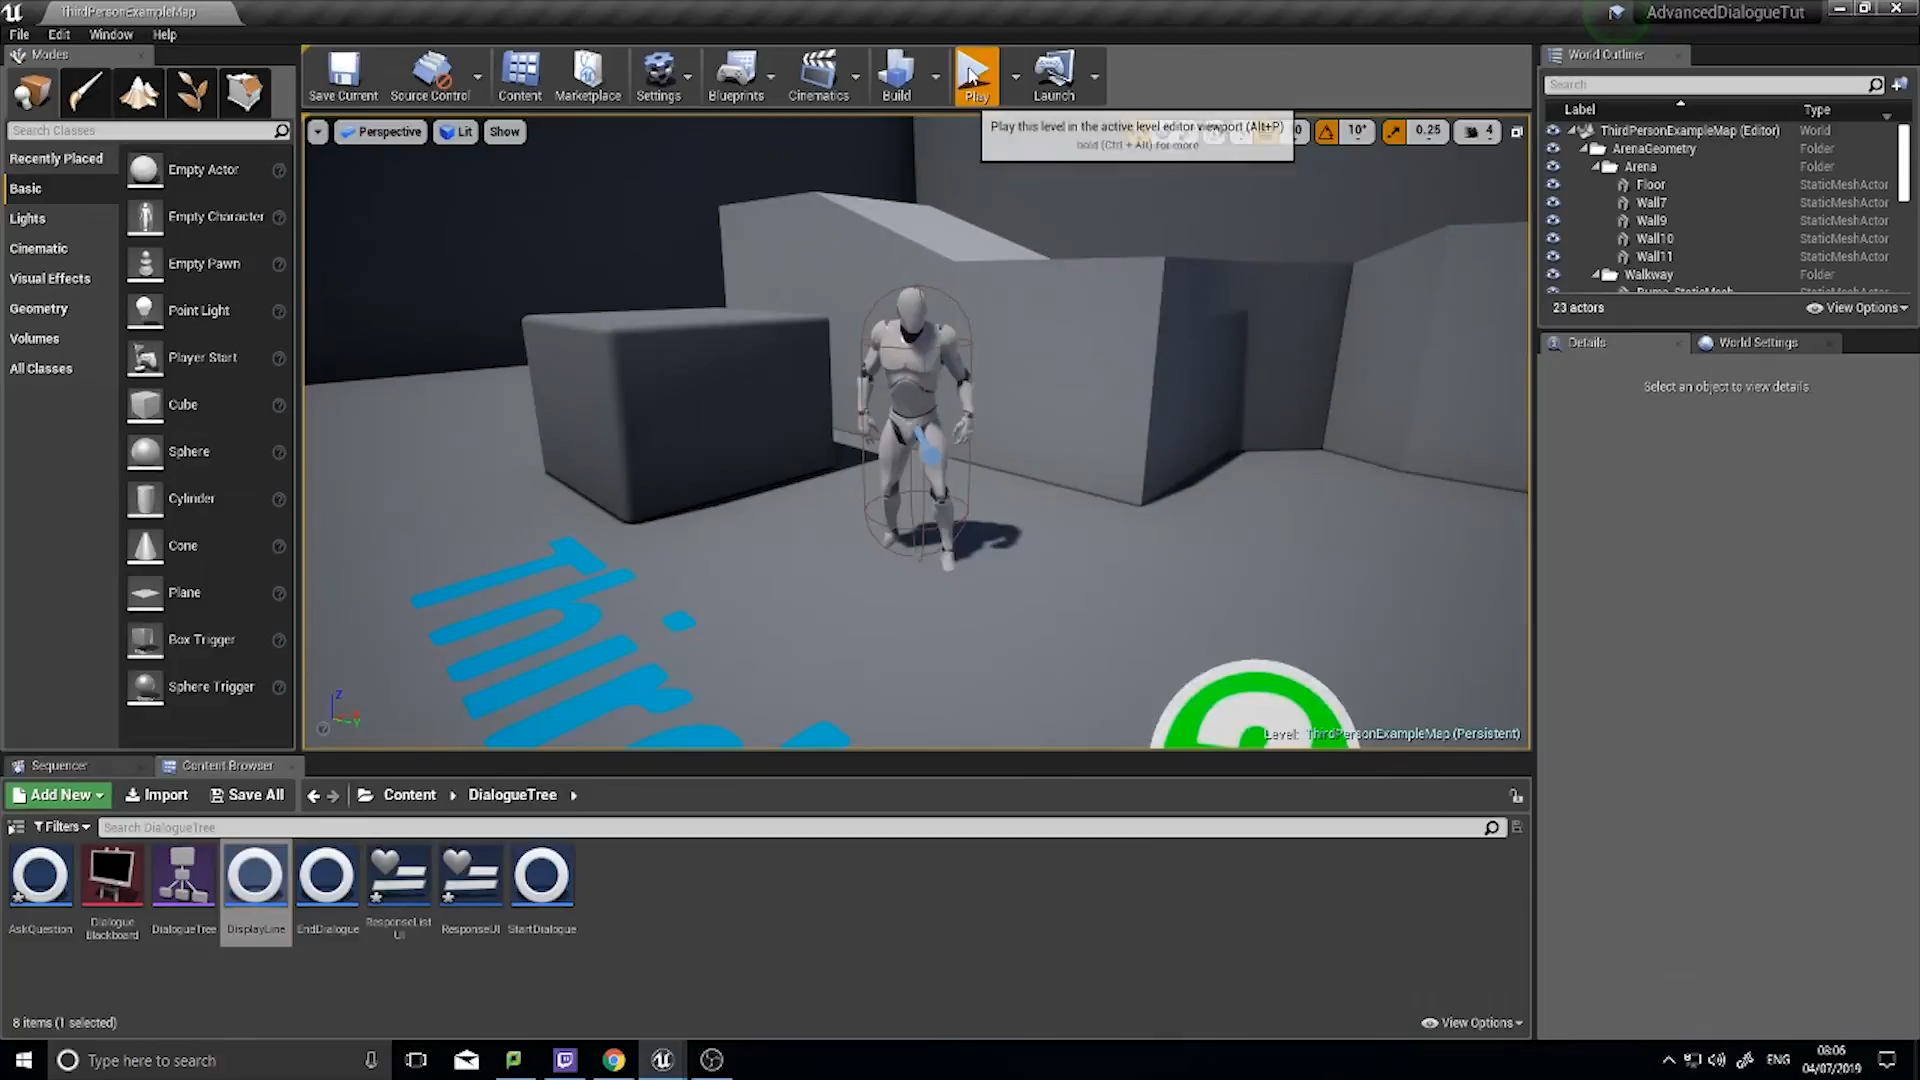 ThirdPersonExampleMap
AdvancedDialogueTut
File Edit Window Help
Modes
Search Classes
Recently Placed
Basic
Lights
Cinematic
Visual Effects
Geometry
Volumes
All Classes
Empty Actor
Empty Character
Empty Pawn
Point Light
Player Start
Cube
Sphere
Cylinder
Cone
Plane
Box Trigger
Sphere Trigger
Save Current Source Control Content Marketplace Settings Blueprints Cinematics Build Play Launch
Perspective Lit Show
Play this level in the active level editor viewport (Alt+P)
hold (Ctrl + Alt) for more
0 10° 0.25 4
Thir
Z
Y
Level: ThirdPersonExampleMap (Persistent)
World Outliner
Search
Label Type
ThirdPersonExampleMap (Editor) World
ArenaGeometry Folder
Arena Folder
Floor StaticMeshActor
Wall7 StaticMeshActor
Wall9 StaticMeshActor
Wall10 StaticMeshActor
Wall11 StaticMeshActor
Walkway Folder
23 actors View Options
Details World Settings
Select an object to view details
Sequencer Content Browser
Add New Import Save All Content DialogueTree
Filters Search DialogueTree
AskQuestion
Dialogue
Blackboard
DialogueTree
DisplayLine
EndDialogue
ResponseList
UI
ResponseUI
StartDialogue
8 items (1 selected) View Options
Type here to search
ENG
08:06
04/07/2019